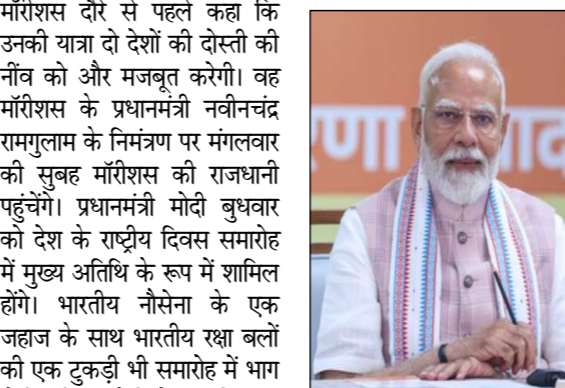 मॉरीशस दौरे से पहले कहा कि
उनकी यात्रा दो देशों की दोस्ती की
नींव को और मजबूत करेगी। वह
मॉरीशस के प्रधानमंत्री नवीनचंद्र
रामगुलाम के निमंत्रण पर मंगलवार
की सुबह मॉरीशस की राजधानी
पहुंचेंगे। प्रधानमंत्री मोदी बुधवार
को देश के राष्ट्रीय दिवस समारोह
में मुख्य अतिथि के रूप में शामिल
होंगे। भारतीय नौसेना के एक
जहाज के साथ भारतीय रक्षा बलों
की एक टुकड़ी भी समारोह में भाग